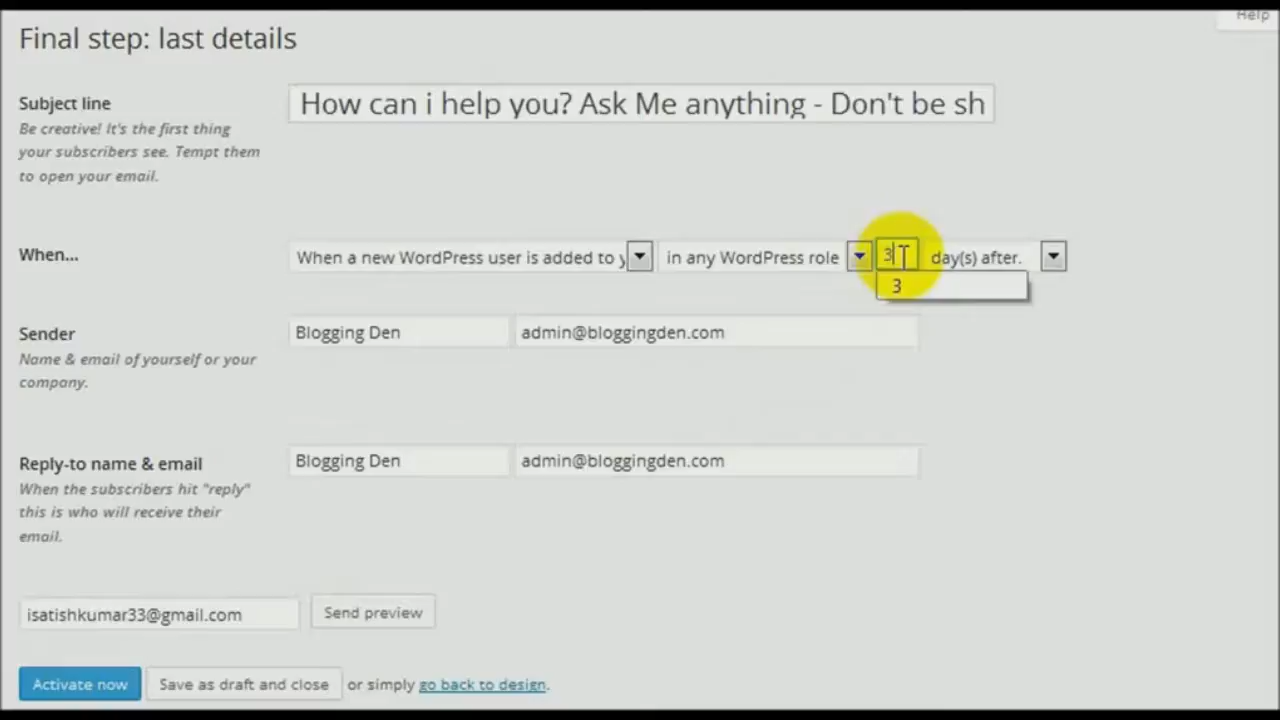 Help
Final step: last details
Subject line
How can i help you? Ask Me anything - Don't be sh
Be creative! It's the first thing
your subscribers see. Tempt them
to open your email.
When...
When a new WordPress user is added to y
in any WordPress role
3
day(s) after.
3
Sender
Blogging Den
admin@bloggingden.com
Name & email of yourself or your
company.
Reply-to name & email
Blogging Den
admin@bloggingden.com
When the subscribers hit "reply"
this is who will receive their
email.
isatishkumar33@gmail.com
Send preview
Activate now
Save as draft and close
or simply go back to design.